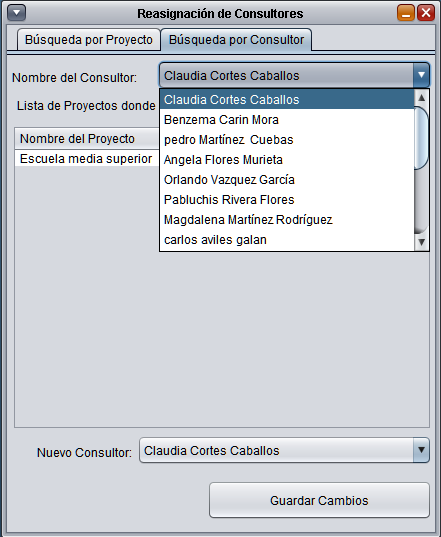 Reasignación de Consultores
Búsqueda por Proyecto Búsqueda por Consultor
Nombre del Consultor: Claudia Cortes Caballos
Lista de Proyectos donde
Claudia Cortes Caballos
Benzema Carin Mora
pedro Martínez Cuebas
Angela Flores Murieta
Orlando Vazquez García
Pabluchis Rivera Flores
Magdalena Martínez Rodríguez
carlos aviles galan
Nombre del Proyecto
Escuela media superior
Nuevo Consultor: Claudia Cortes Caballos
Guardar Cambios